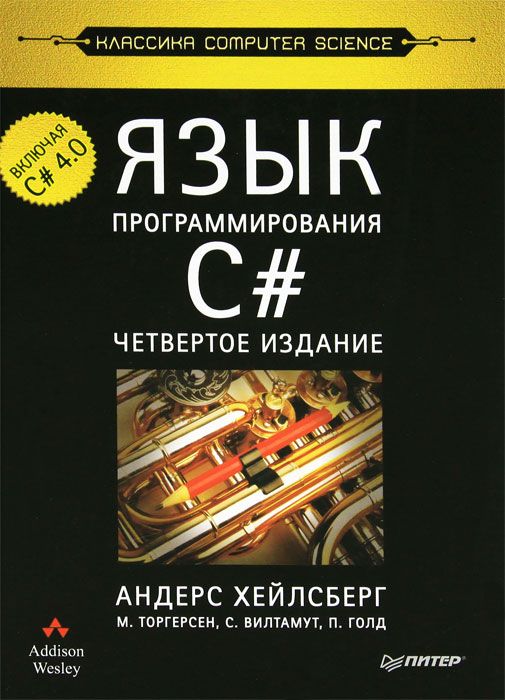 КЛАССИКА COMPUTER SCIENCE
ВКЛЮЧАЯ
C# 4.0
ЯЗЫК
ПРОГРАММИРОВАНИЯ
C#
ЧЕТВЕРТОЕ ИЗДАНИЕ
АНДЕРС ХЕЙЛСБЕРГ
М. ТОРГЕРСЕН, С. ВИЛТАМУТ, П. ГОЛД
Addison
Wesley
ПИТЕР®